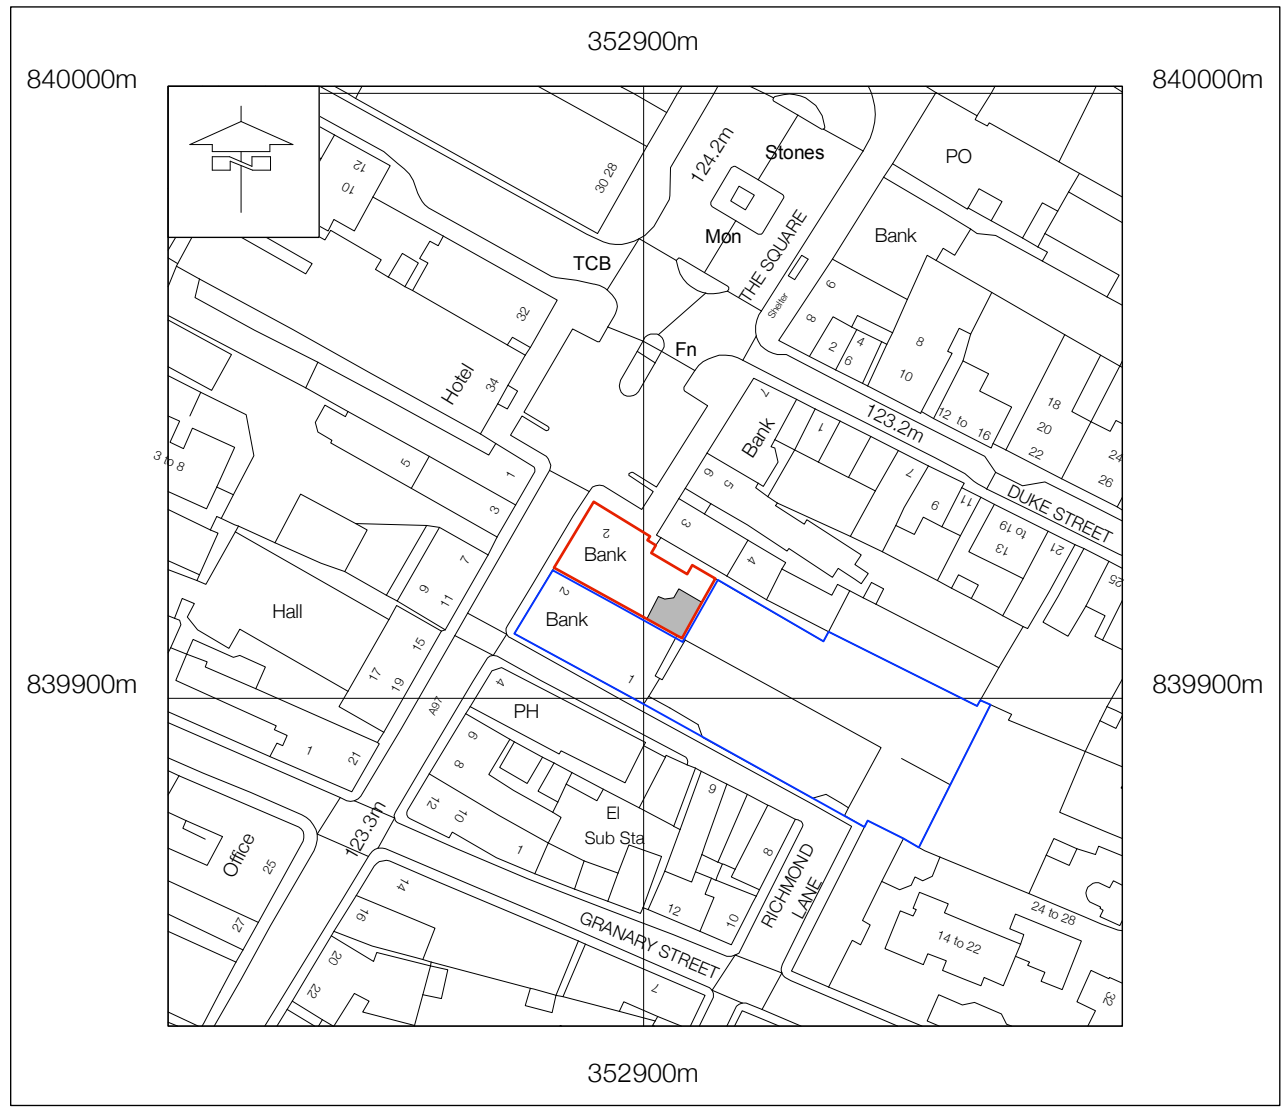 352900m
840000m
840000m
Stones
124.2m
PO
12
10
30 28
Mon
THE SQUARE
Bank
TCB
6
Shelter
8
2
4
6
8
10
32
Fn
Hotel
34
7
Bank
1
123.2m
12 to 16
18
20
22
24
26
3 to 8
5
1
3
6
5
7
9
11
DUKE STREET
13 to 19
21
25
2
Bank
3
4
7
9
11
Hall
2
Bank
15
17
19
1
839900m
839900m
A97
4
PH
1
21
6
8
12
10
1
El
Sub Sta
9
8
123.3m
Office
25
27
14
16
20
22
GRANARY STREET
12
10
RICHMOND
LANE
24 to 28
14 to 22
32
7
352900m